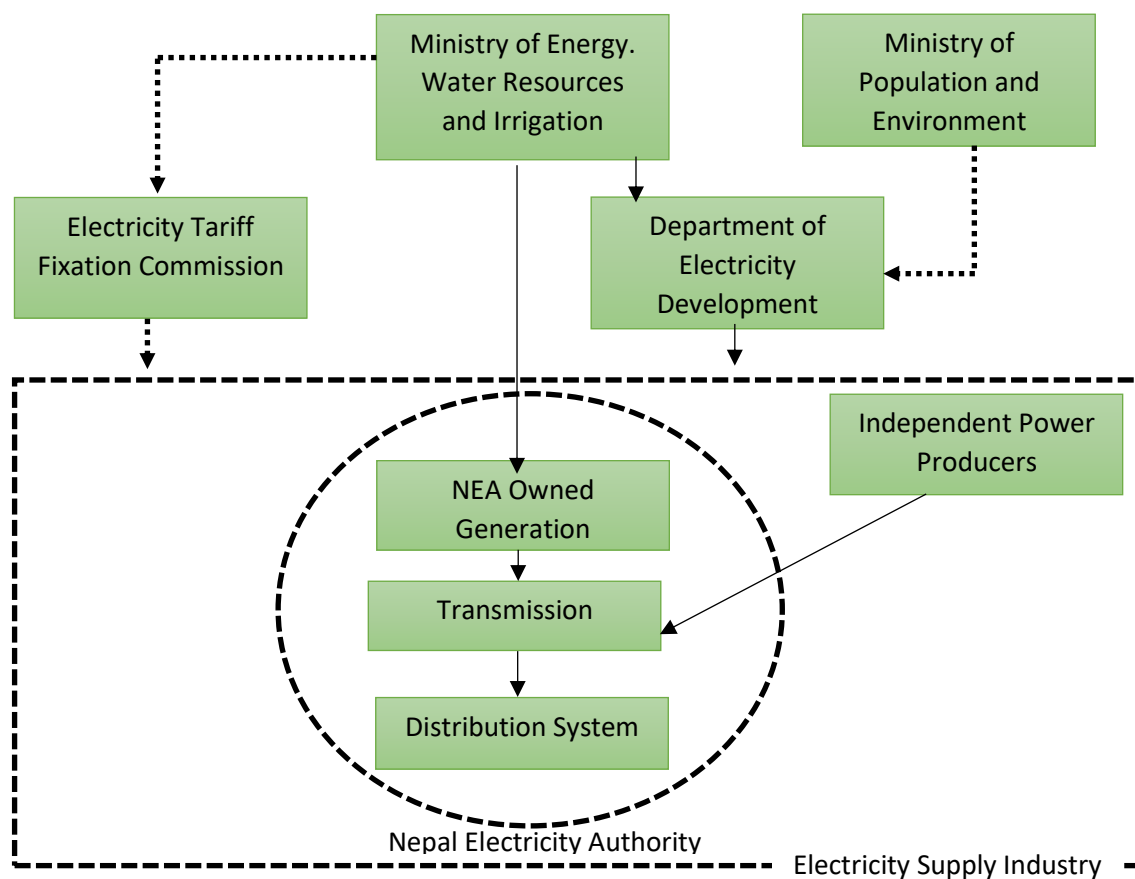 Ministry of Energy.
Water Resources
and Irrigation
Ministry of
Population and
Environment
Electricity Tariff
Fixation Commission
Department of
Electricity
Development
Independent Power
Producers
NEA Owned
Generation
Transmission
Distribution System
Nepal Electricity Authority
Electricity Supply Industry